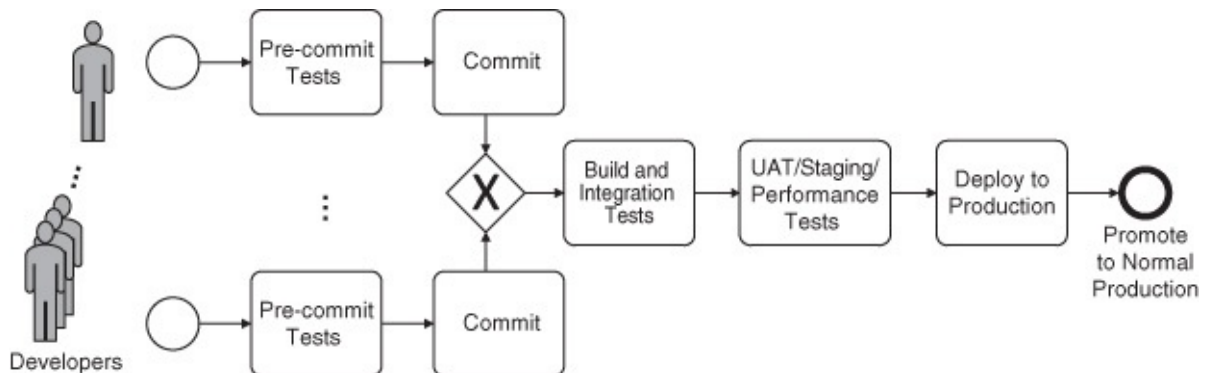 Pre-commit
Tests
Commit
X
Build and
Integration
Tests
UAT/Staging/
Performance
Tests
Deploy to
Production
Promote
to Normal
Production
Pre-commit
Tests
Commit
Developers